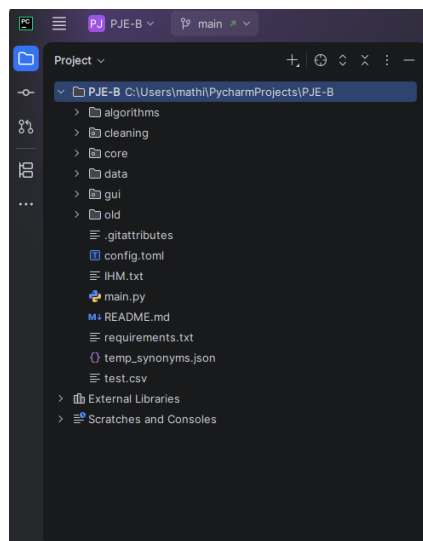 PC
PJ PJE-B main
Project
PJE-B C:\Users\mathi\PycharmProjects\PJE-B
algorithms
cleaning
core
data
gui
old
.gitattributes
config.toml
IHM.txt
main.py
M↓ README.md
requirements.txt
{} temp_synonyms.json
test.csv
External Libraries
Scratches and Consoles